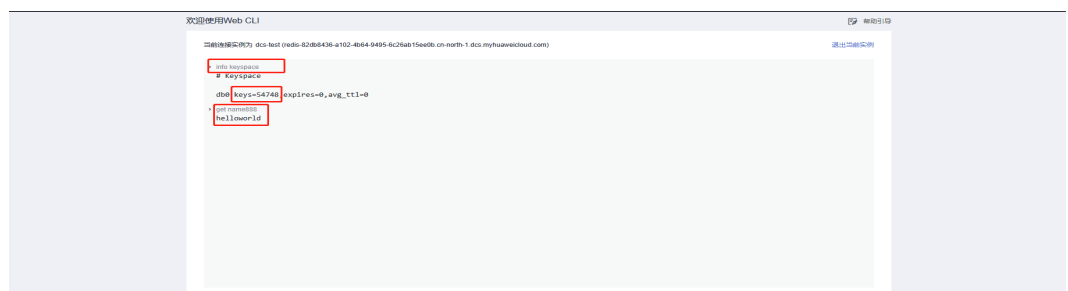 欢迎使用Web CLI
帮助引导
当前连接实例为: dcs-test (redis-82db8436-a102-4b64-9495-6c26ab15ee0b.cn-north-1.dcs.myhuaweicloud.com)
退出当前实例
> info keyspace
# Keyspace
db0:keys=54748,expires=0,avg_ttl=0
> get name888
helloworld